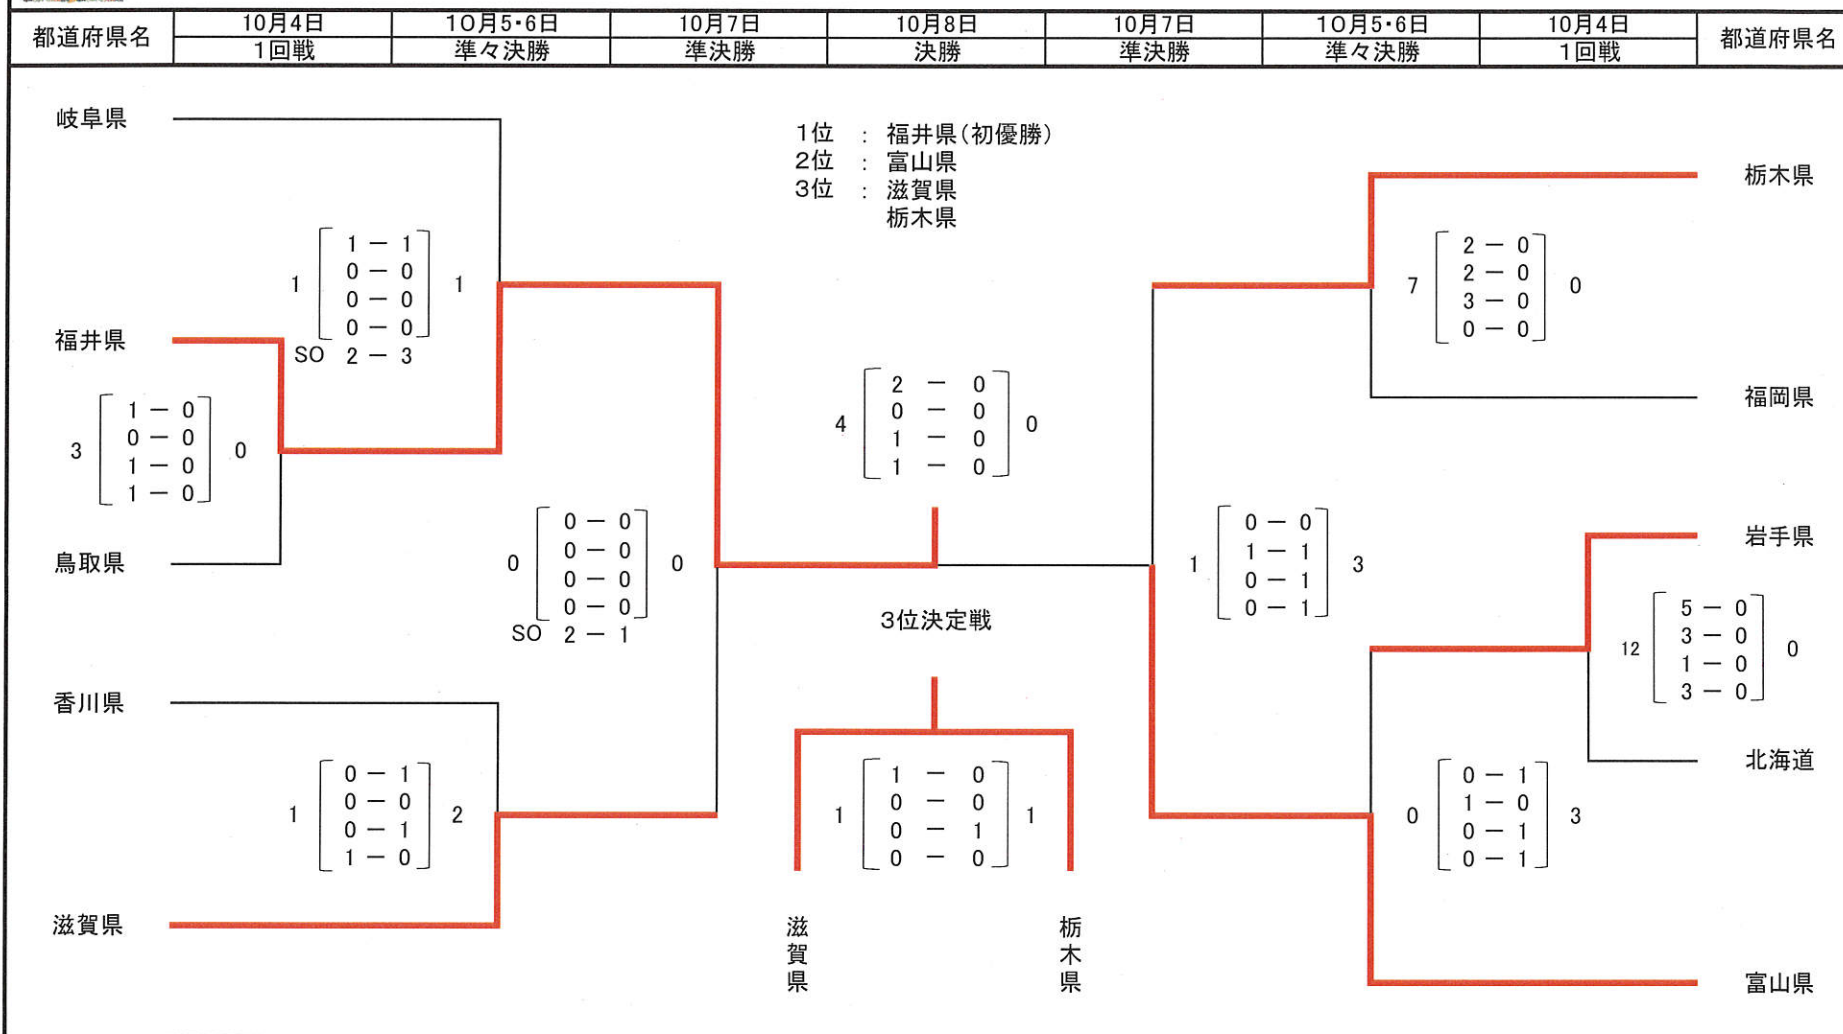 都道府県名 10月4日 10月5・6日 10月7日 10月8日 10月7日 10月5・6日 10月4日 都道府県名
1回戦 準々決勝 準決勝 決勝 準決勝 準々決勝 1回戦
岐阜県
1位 : 福井県(初優勝)
2位 : 富山県
3位 : 滋賀県
栃木県
栃木県
1 - 1
0 - 0
1 0 - 0 1
0 - 0
SO 2 - 3
2 - 0
2 - 0
7 3 - 0 0
0 - 0
福井県
福岡県
1 - 0
0 - 0
3 1 - 0 0
1 - 0
2 - 0
0 - 0
4 1 - 0 0
1 - 0
鳥取県
0 - 0
0 - 0
0 0 - 0 0
0 - 0
SO 2 - 1
0 - 0
1 - 1
1 0 - 1 3
0 - 1
岩手県
5 - 0
3 - 0
12 1 - 0 0
3 - 0
3位決定戦
香川県
北海道
0 - 1
0 - 0
1 0 - 1 2
1 - 0
1 - 0
0 - 0
1 0 - 1 1
0 - 0
0 - 1
1 - 0
0 0 - 1 3
0 - 1
滋賀県
滋賀県
栃木県
富山県